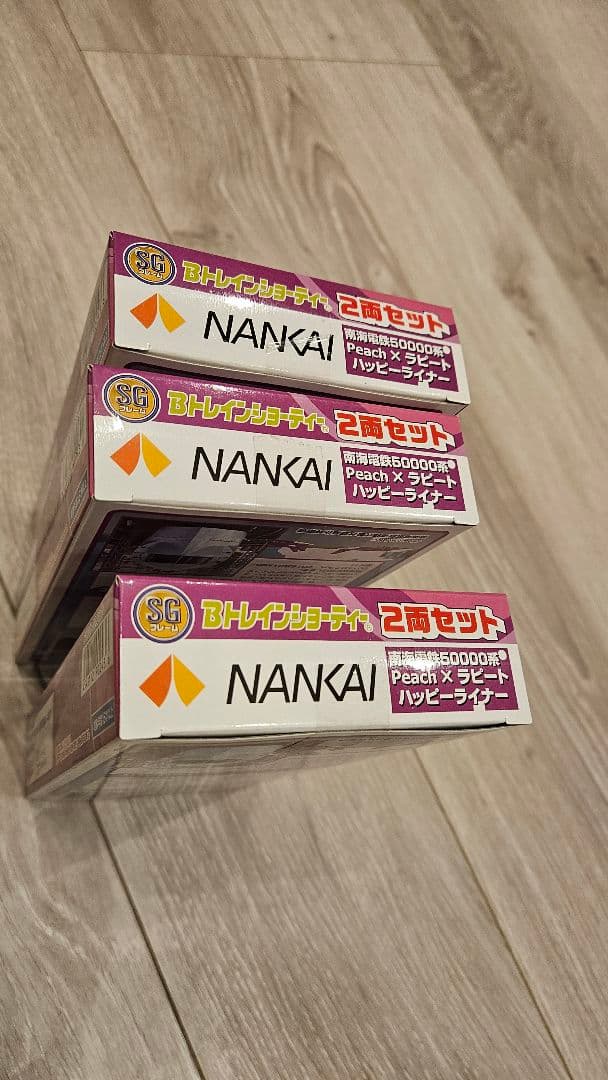 SG
フレーム
Bトレインショーティー®
2両セット
NANKAI
南海電鉄50000系
Peach×ラピート
ハッピーライナー
SG
フレーム
Bトレインショーティー®
2両セット
NANKAI
南海電鉄50000系
Peach×ラピート
ハッピーライナー
SG
フレーム
Bトレインショーティー®
2両セット
NANKAI
南海電鉄50000系
Peach×ラピート
ハッピーライナー